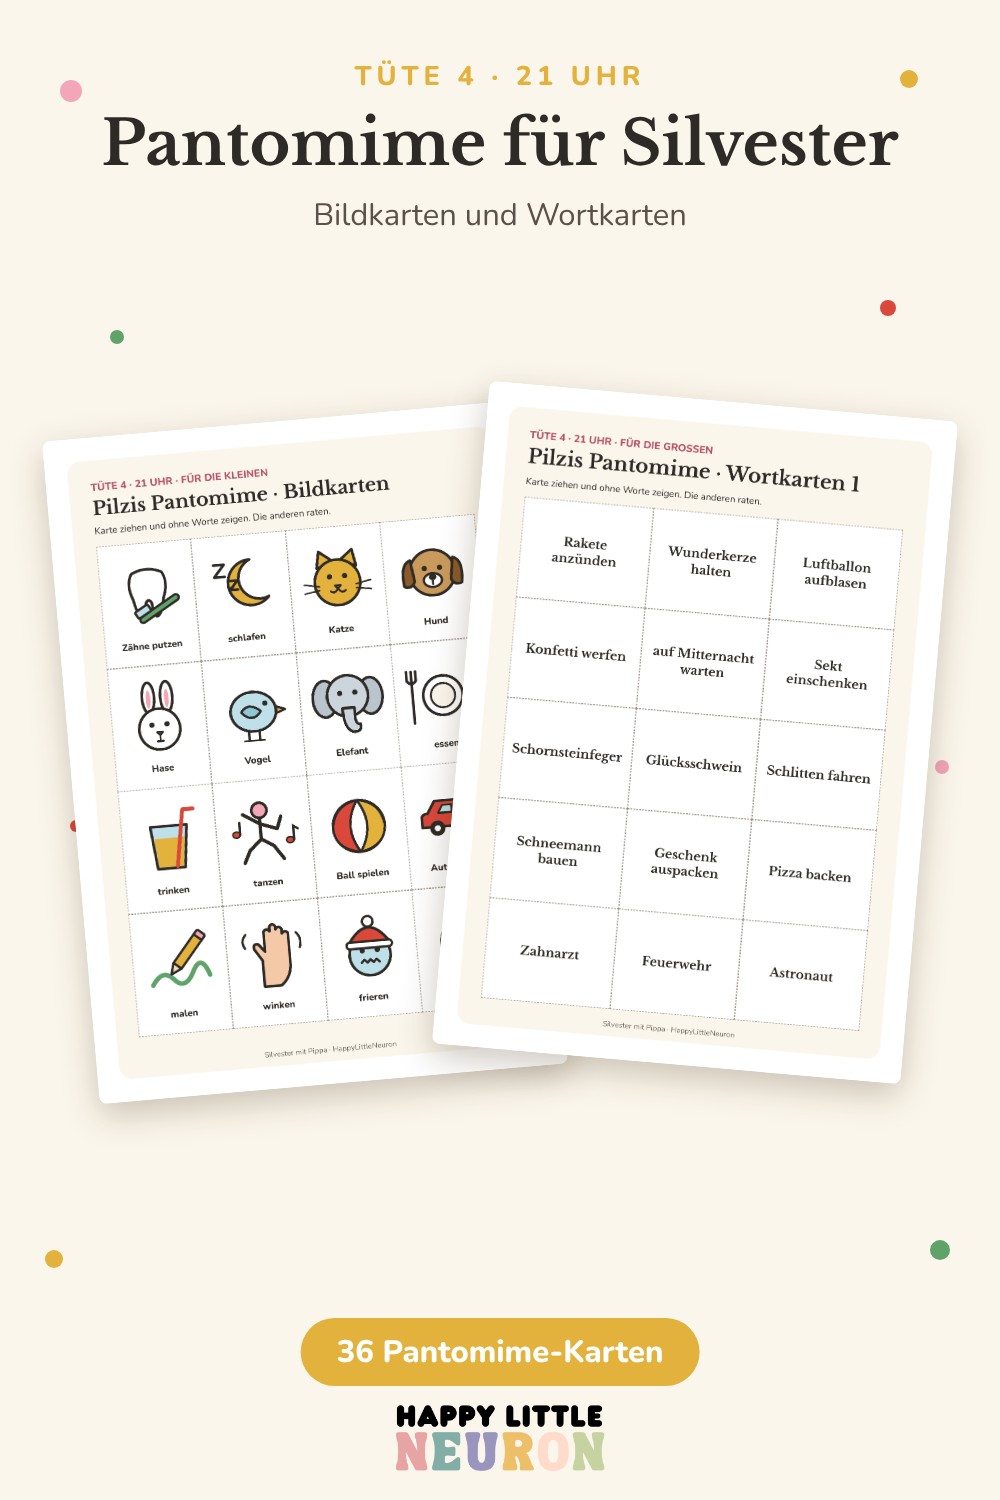 TÜTE 4 · 21 UHR
Pantomime für Silvester
Bildkarten und Wortkarten
TÜTE 4 · 21 UHR · FÜR DIE KLEINEN
Pilzis Pantomime · Bildkarten
Karte ziehen und ohne Worte zeigen. Die anderen raten.
Zähne putzen
Z
Z
schlafen
Katze
Hund
Hase
Vogel
Elefant
essen
trinken
tanzen
Ball spielen
malen
winken
frieren
Silvester mit Pippa · HappyLittleNeuron
TÜTE 4 · 21 UHR · FÜR DIE GROSSEN
Pilzis Pantomime · Wortkarten 1
Karte ziehen und ohne Worte zeigen. Die anderen raten.
Rakete
anzünden
Wunderkerze
halten
Luftballon
aufblasen
Konfetti werfen
auf Mitternacht
warten
Sekt
einschenken
Schornsteinfeger
Glücksschwein
Schlitten fahren
Schneemann
bauen
Geschenk
auspacken
Pizza backen
Zahnarzt
Feuerwehr
Astronaut
Silvester mit Pippa · HappyLittleNeuron
36 Pantomime-Karten
HAPPY LITTLE
NEURON